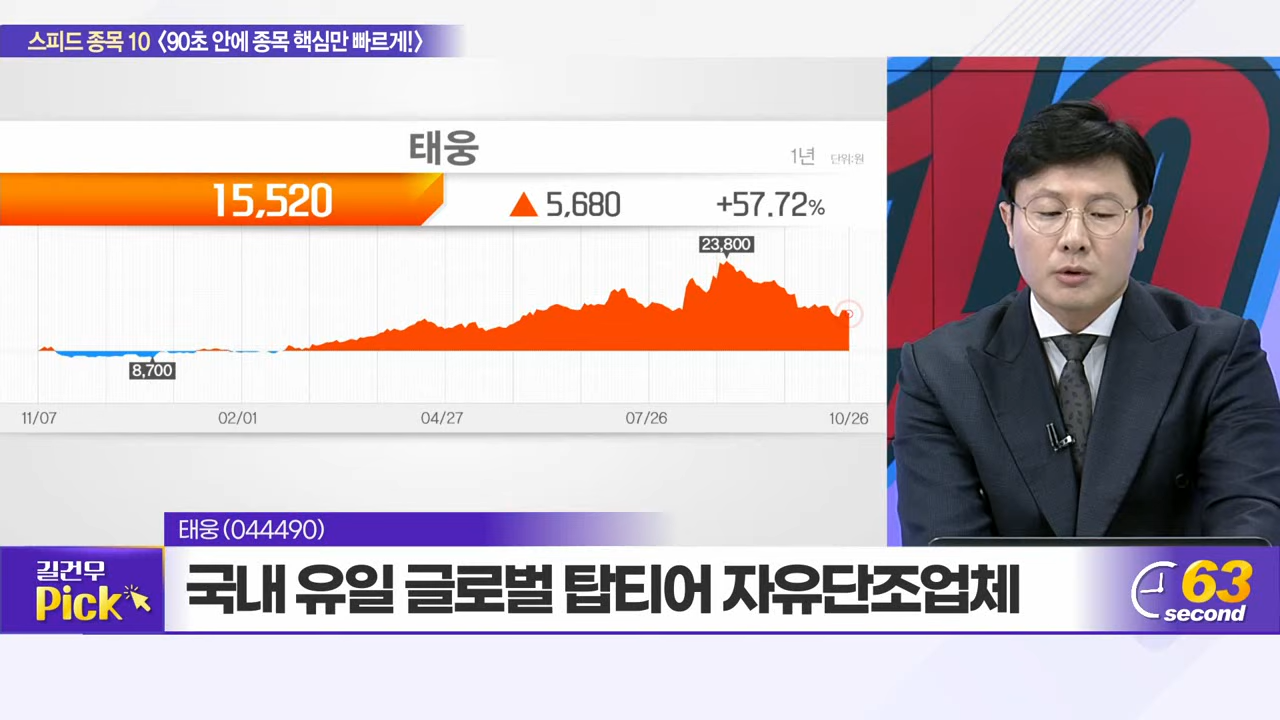 스피드 종목 10 〈90초 안에 종목 핵심만 빠르게!〉
태웅
1년 단위:원
15,520 ▲ 5,680 +57.72%
23,800
8,700
11/07 02/01 04/27 07/26 10/26
태웅 (044490)
길건무
Pick
국내 유일 글로벌 탑티어 자유단조업체
63
second